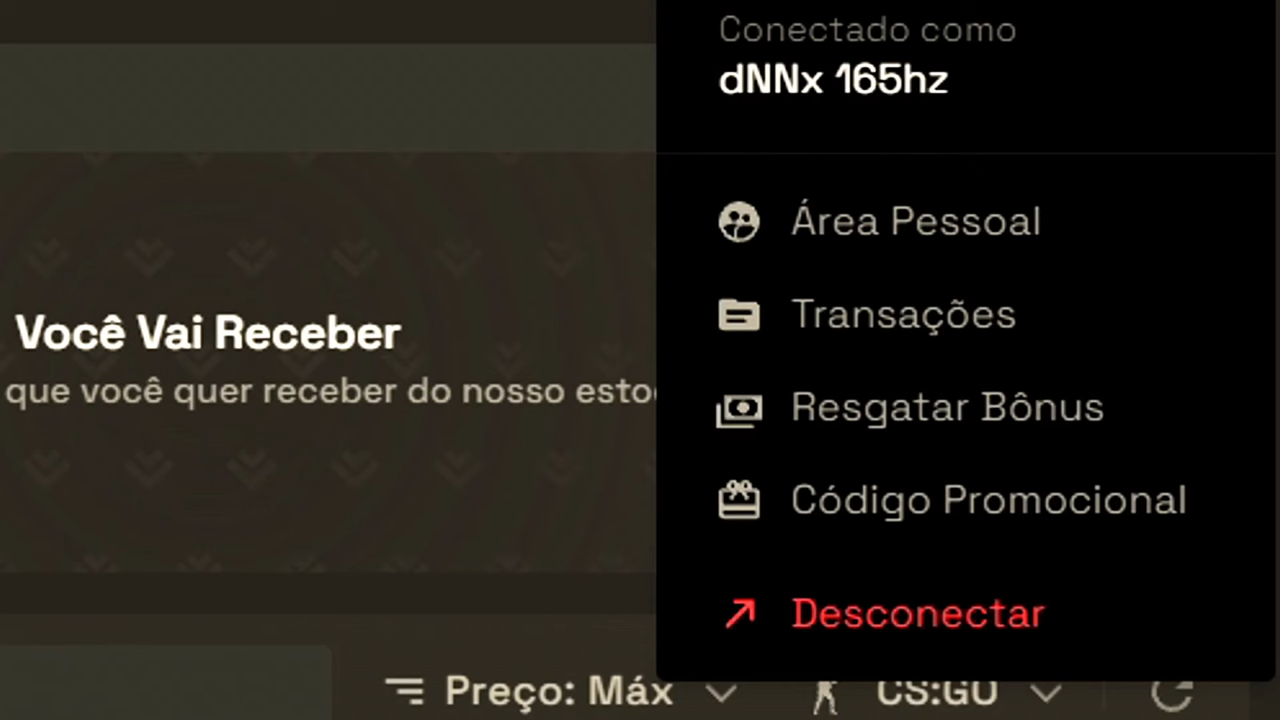 Conectado como
dNNx 165hz
Área Pessoal
Transações
Você Vai Receber
que você quer receber do nosso
Resgatar Bônus
Código Promocional
Desconectar
Preço: Máx
CS:GO